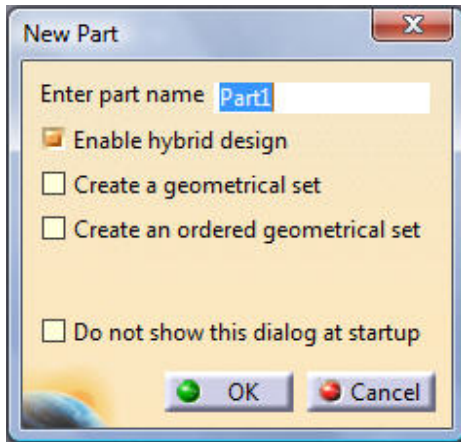 New Part
Enter part name Part1
Enable hybrid design
Create a geometrical set
Create an ordered geometrical set
Do not show this dialog at startup
OK Cancel